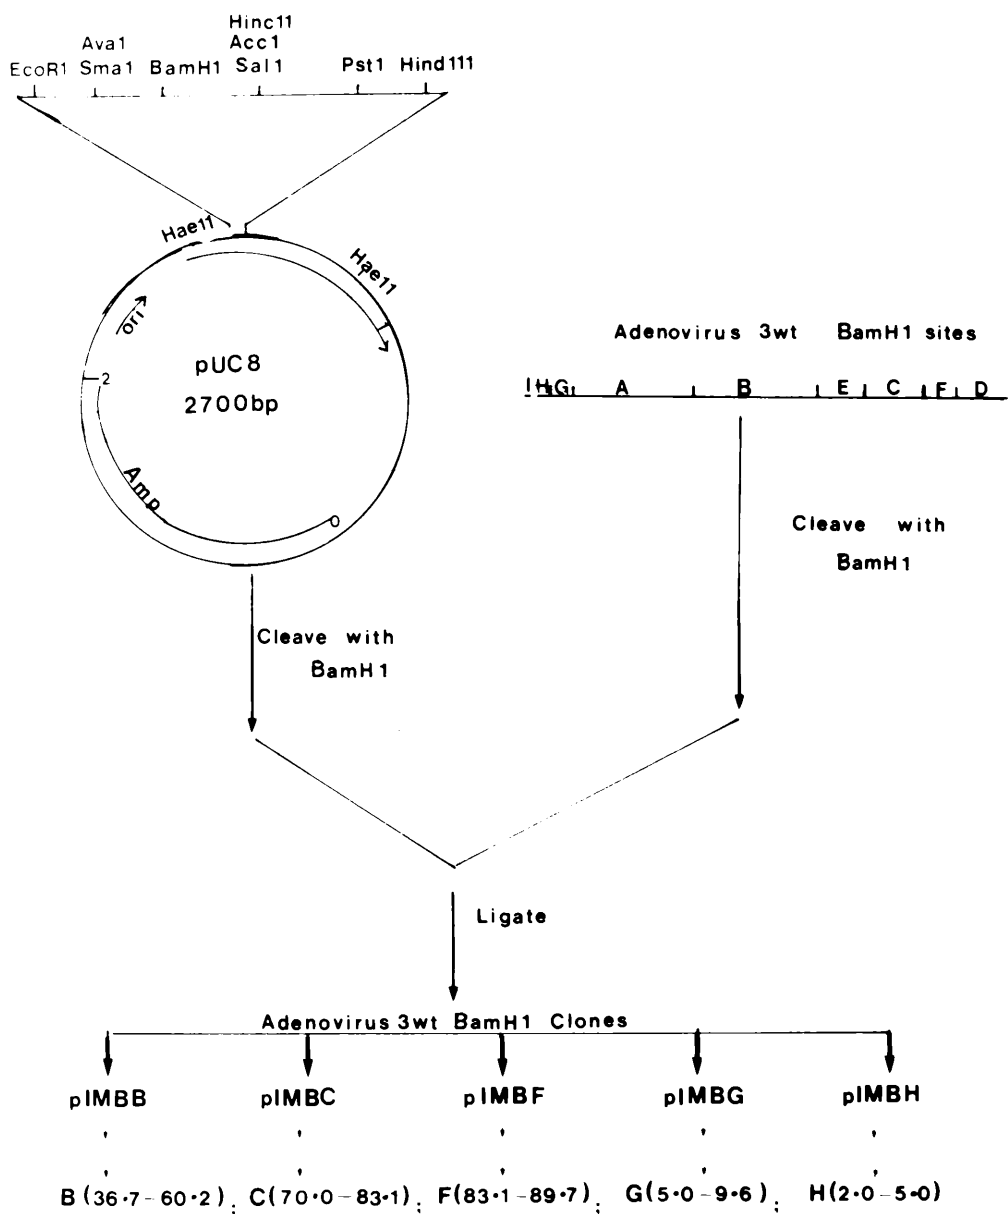 Hinc11
Ava1 Acc1
EcoR1 Sma1 BamH1 Sal1 Pst1 Hind111
Hae11
Hae11
1
ori
2
pUC8
2700bp
Amp
Adenovirus 3wt BamH1 sites
I H G A B E C F D
Cleave with
BamH1
Cleave with
BamH1
Ligate
Adenovirus 3wt BamH1 Clones
pIMBB pIMBC pIMBF pIMBG pIMBH
B(36·7-60·2); C(70·0-83·1); F(83·1-89·7); G(5·0-9·6); H(2·0-5·0)